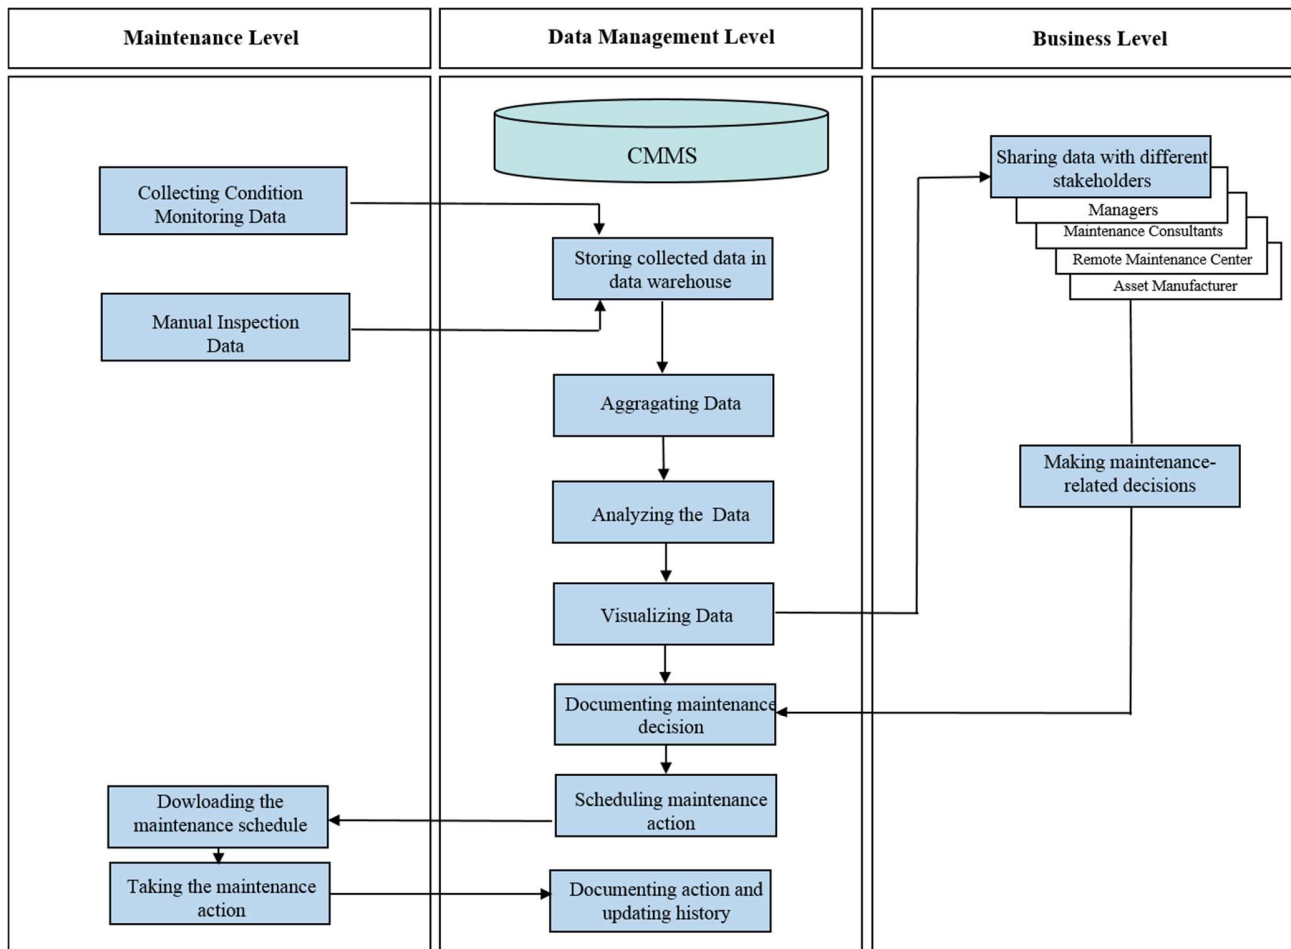 Maintenance Level
Data Management Level
Business Level
CMMS
Collecting Condition
Monitoring Data
Manual Inspection
Data
Storing collected data in
data warehouse
Aggragating Data
Analyzing the Data
Visualizing Data
Documenting maintenance
decision
Scheduling maintenance
action
Dowloading the
maintenance schedule
Taking the maintenance
action
Documenting action and
updating history
Sharing data with different
stakeholders
Managers
Maintenance Consultants
Remote Maintenance Center
Asset Manufacturer
Making maintenance-
related decisions